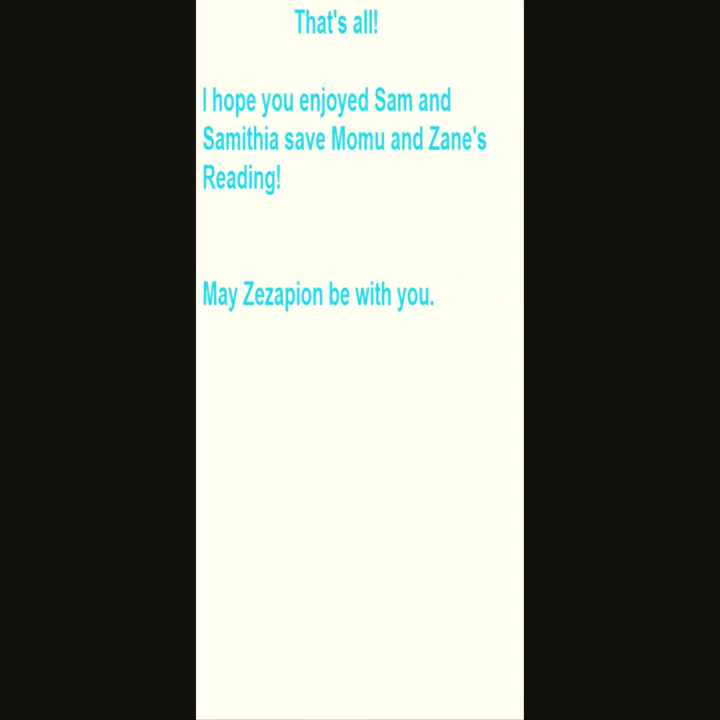 That's all!
I hope you enjoyed Sam and
Samithia save Momu and Zane's
Reading!
May Zezapion be with you.